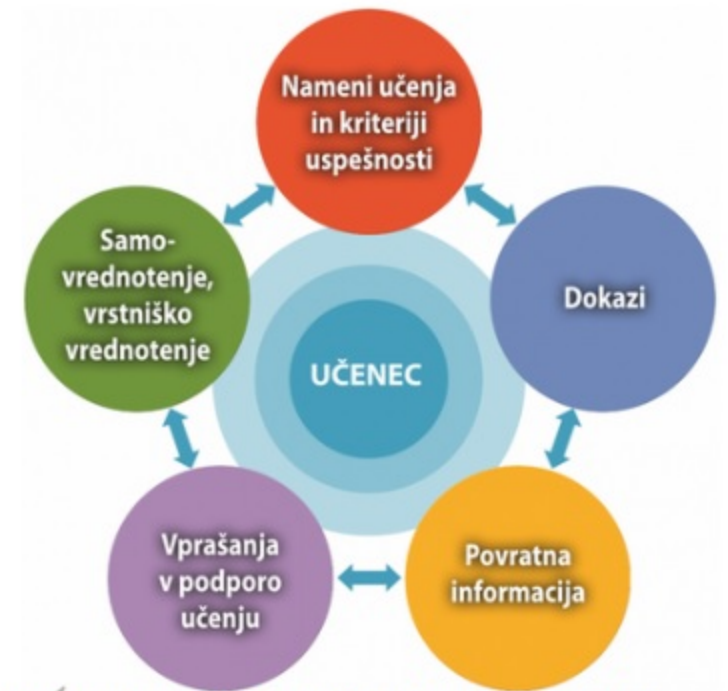 Nameni učenja
in kriteriji
uspešnosti
Samo-
vrednotenje,
vrstniško
vrednotenje
Dokazi
UČENEC
Vprašanja
v podporo
učenju
Povratna
informacija